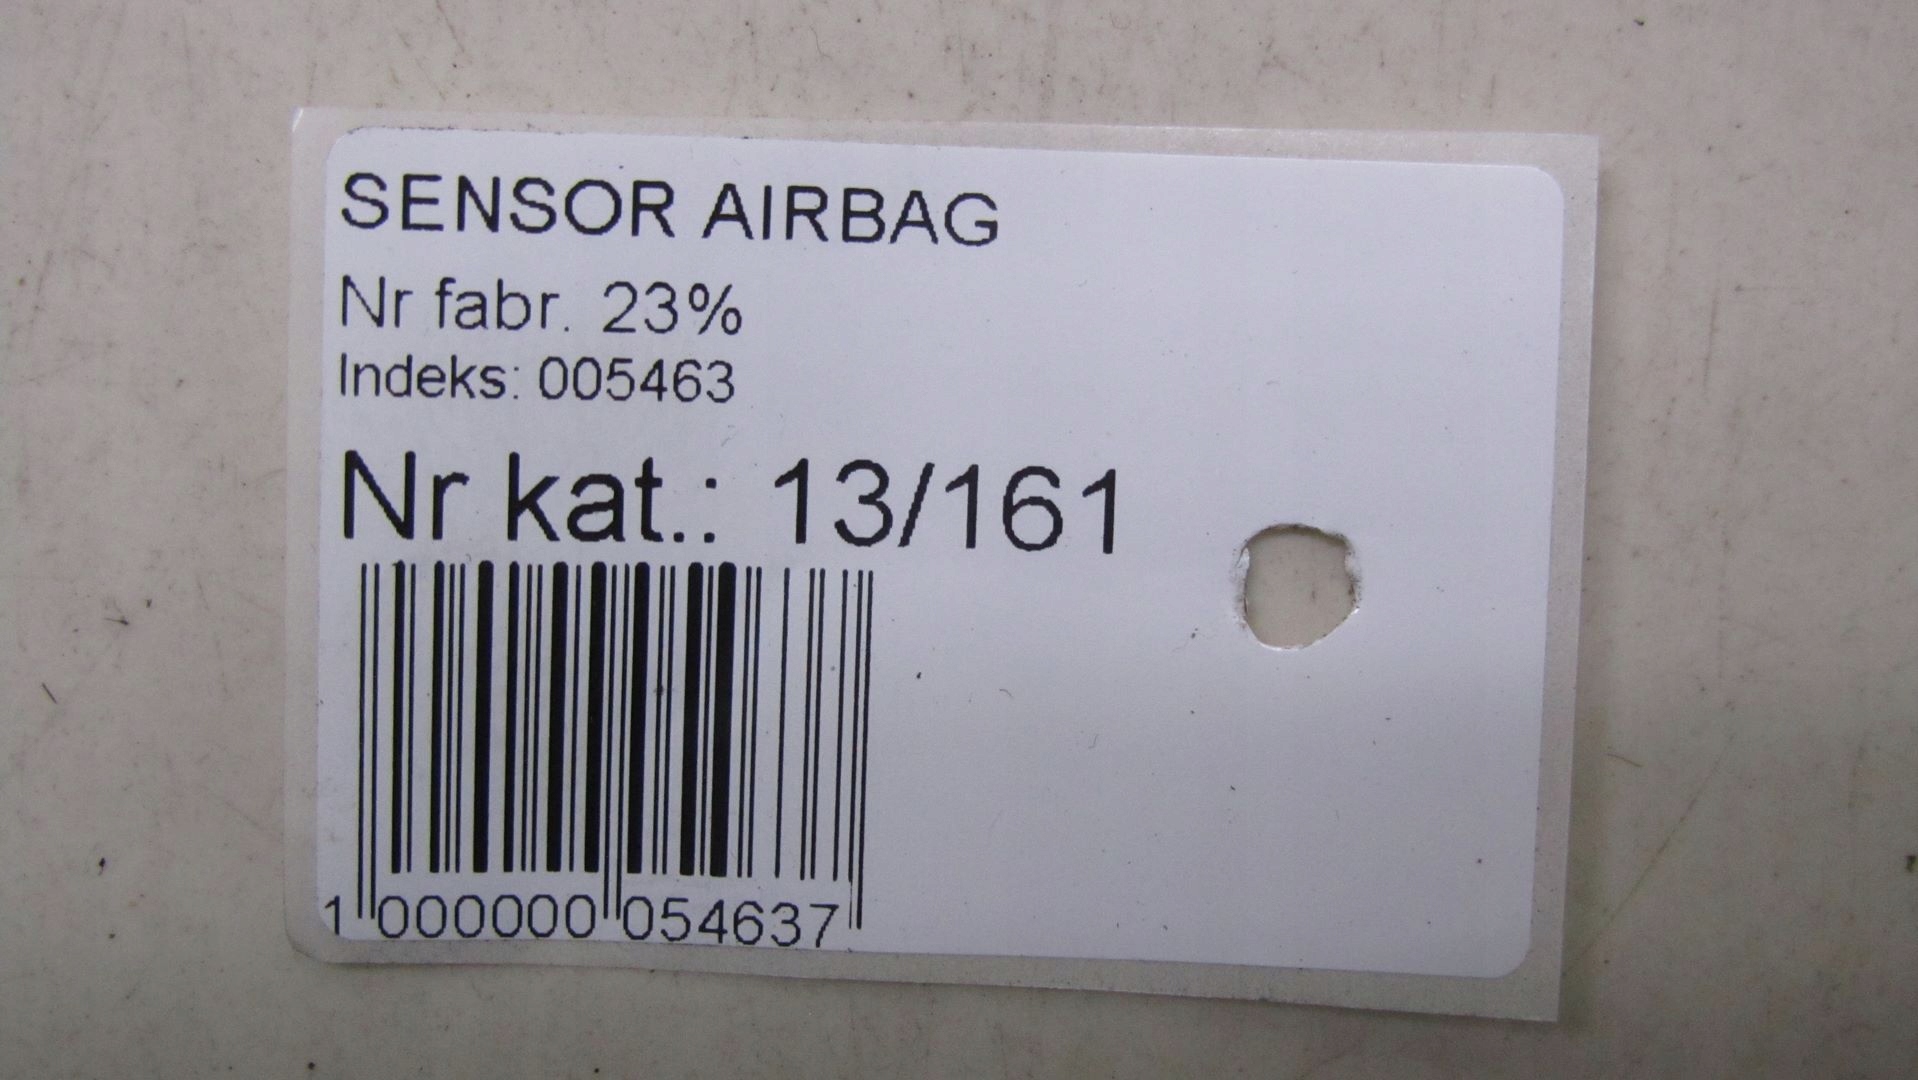 SENSOR AIRBAG
Nr fabr. 23%
Indeks: 005463
Nr kat.: 13/161
1 000000 054637